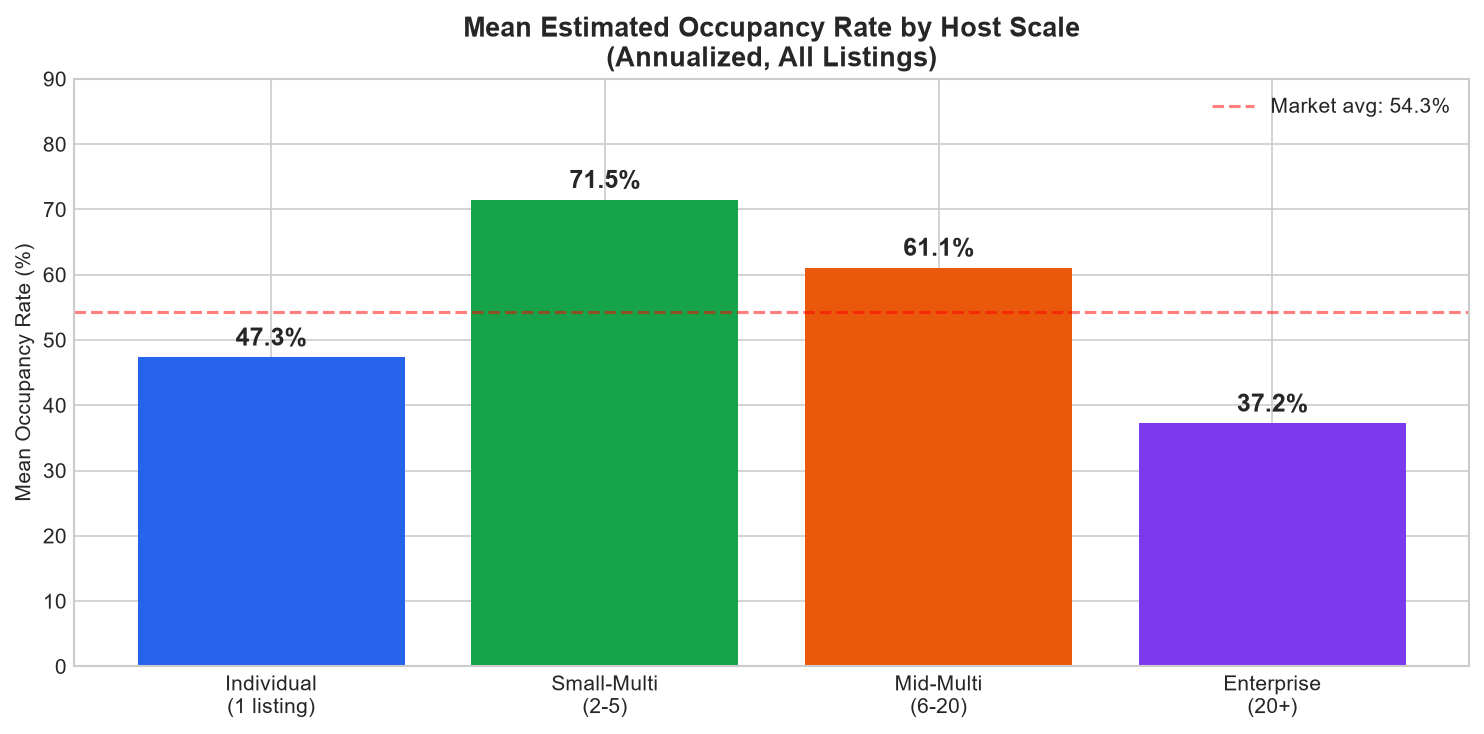 Mean Estimated Occupancy Rate by Host Scale
(Annualized, All Listings)
Market avg: 54.3%
Mean Occupancy Rate (%)
90
80
70
60
50
40
30
20
10
0
47.3%
71.5%
61.1%
37.2%
Individual
(1 listing)
Small-Multi
(2-5)
Mid-Multi
(6-20)
Enterprise
(20+)